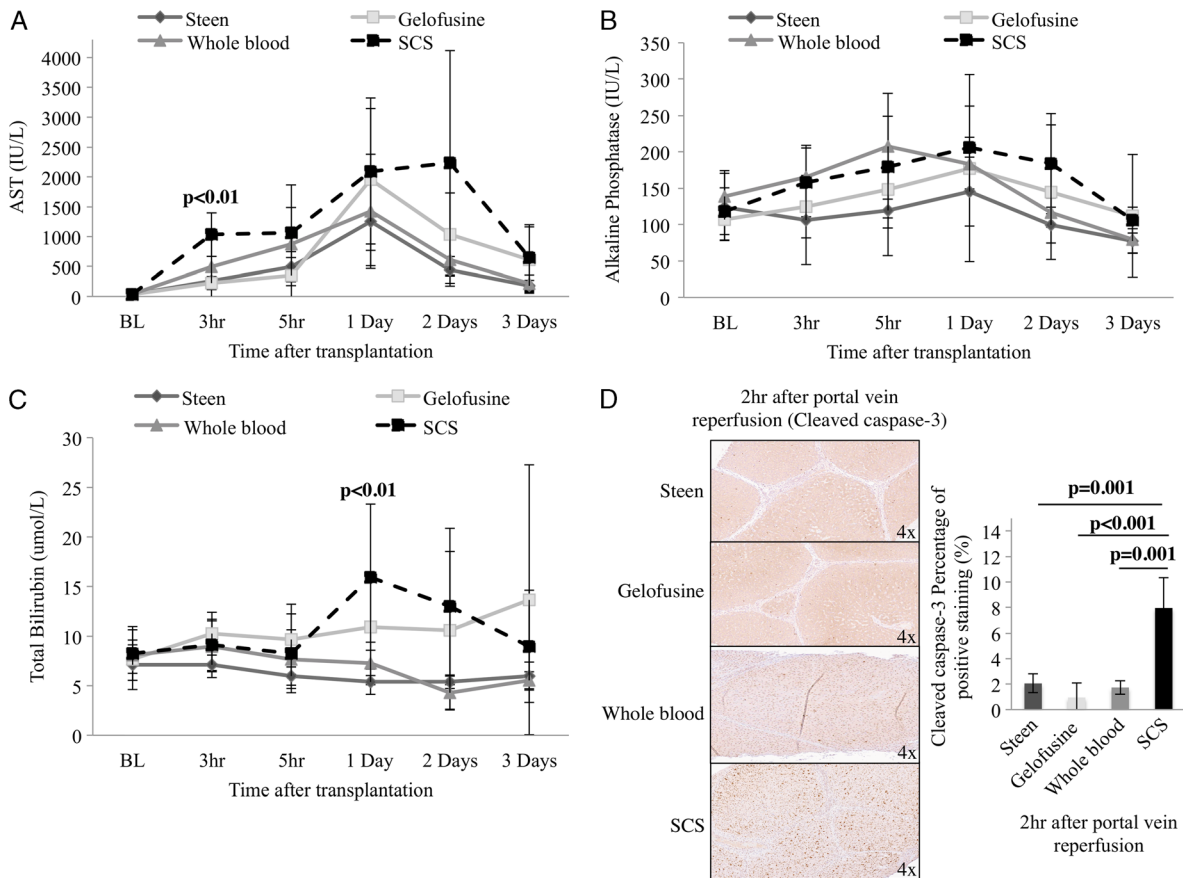 A
Steen
Gelofusine
Whole blood
SCS
4000
3500
3000
2500
2000
1500
1000
500
0
AST (IU/L)
p<0.01
BL
3hr
5hr
1 Day
2 Days
3 Days
Time after transplantation
B
Steen
Gelofusine
Whole blood
SCS
350
300
250
200
150
100
50
0
Alkaline Phosphatase (IU/L)
BL
3hr
5hr
1 Day
2 Days
3 Days
Time after transplantation
C
Steen
Gelofusine
Whole blood
SCS
30
25
20
15
10
5
0
Total Bilirubin (umol/L)
p<0.01
BL
3hr
5hr
1 Day
2 Days
3 Days
Time after transplantation
D
2hr after portal vein
reperfusion (Cleaved caspase-3)
Steen
4x
Gelofusine
4x
Whole blood
4x
SCS
4x
Cleaved caspase-3 Percentage of
positive staining (%)
14
12
10
8
6
4
2
0
p=0.001
p<0.001
p=0.001
Steen
Gelofusine
Whole blood
SCS
2hr after portal vein
reperfusion